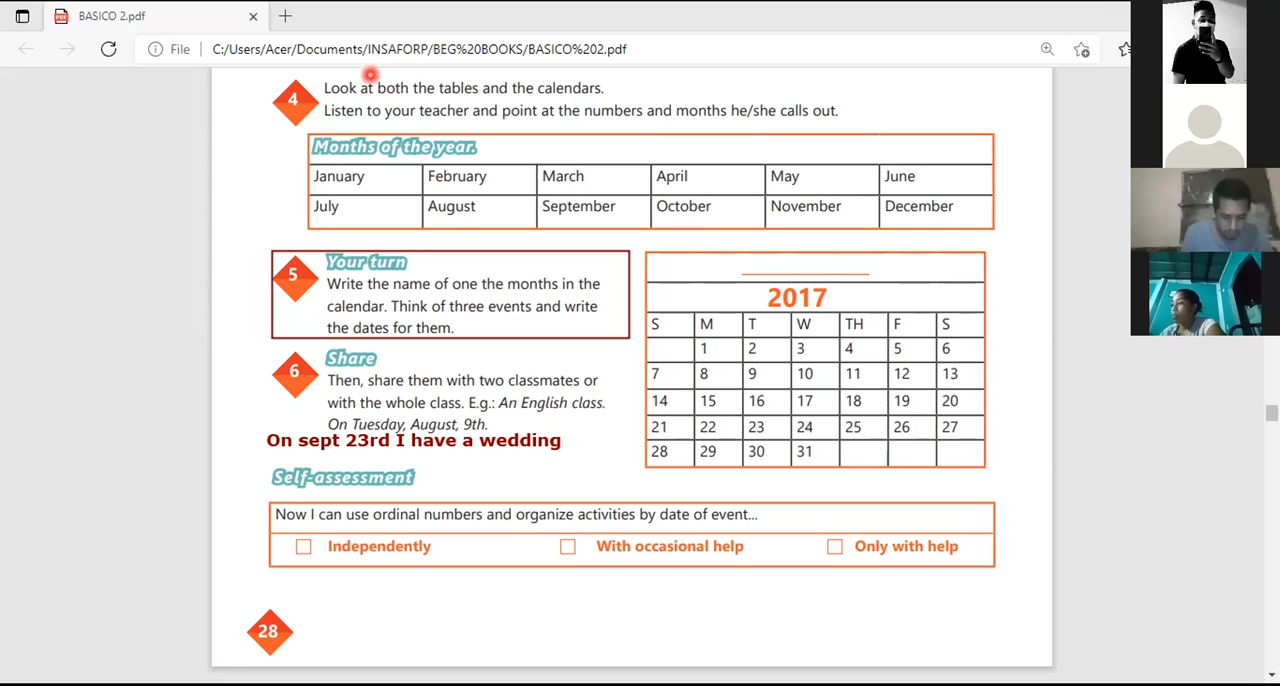 BASICO 2.pdf
File C:/Users/Acer/Documents/INSAFORP/BEG%20BOOKS/BASICO%202.pdf
4
Look at both the tables and the calendars.
Listen to your teacher and point at the numbers and months he/she calls out.
Months of the year.
January February March April May June
July August September October November December
5
Your turn
Write the name of one the months in the
calendar. Think of three events and write
the dates for them.
6
Share
Then, share them with two classmates or
with the whole class. E.g.: An English class.
On Tuesday, August, 9th.
On sept 23rd I have a wedding
2017
S M T W TH F S
1 2 3 4 5 6
7 8 9 10 11 12 13
14 15 16 17 18 19 20
21 22 23 24 25 26 27
28 29 30 31
Self-assessment
Now I can use ordinal numbers and organize activities by date of event...
Independently With occasional help Only with help
28